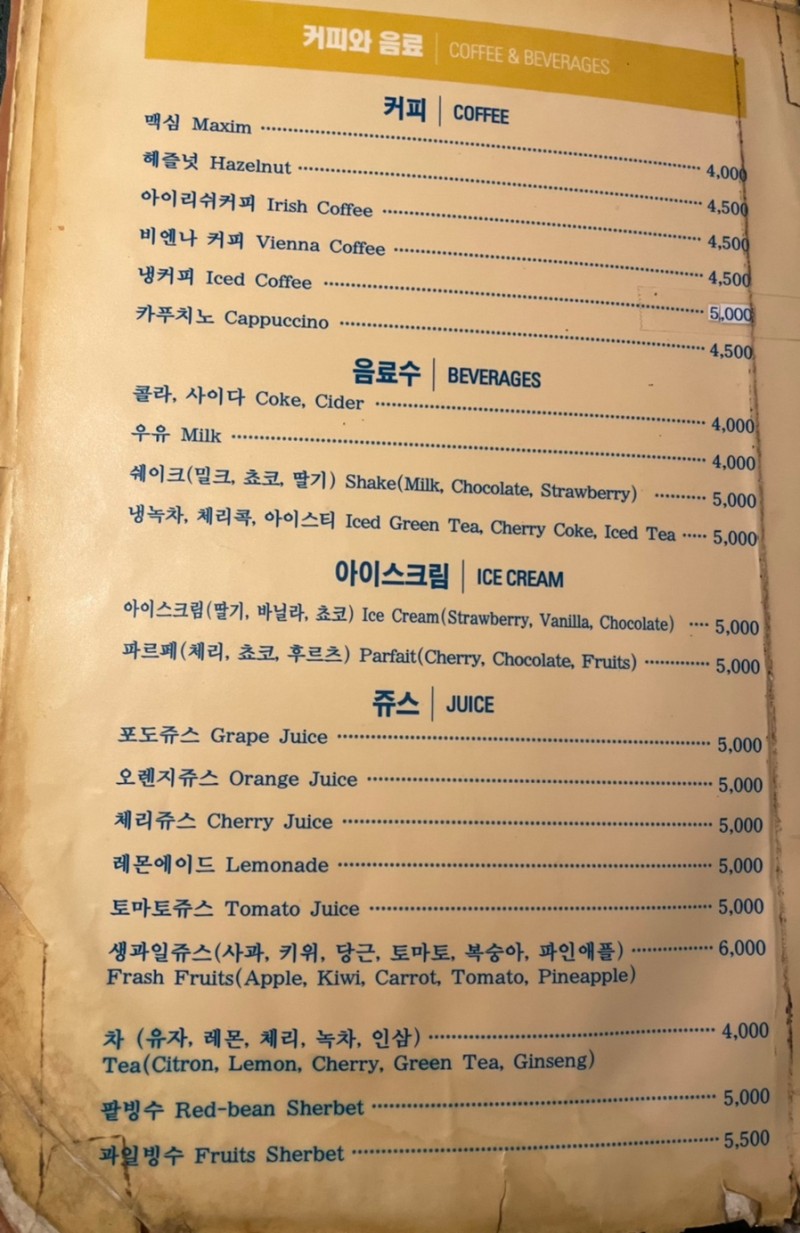 커피와 음료 | COFFEE & BEVERAGES
커피 | COFFEE
맥심 Maxim 4,000
헤즐넛 Hazelnut 4,500
아이리쉬커피 Irish Coffee 4,500
비엔나 커피 Vienna Coffee 4,500
냉커피 Iced Coffee 5,000
카푸치노 Cappuccino 4,500
음료수 | BEVERAGES
콜라, 사이다 Coke, Cider 4,000
우유 Milk 4,000
쉐이크(밀크, 쵸코, 딸기) Shake(Milk, Chocolate, Strawberry) 5,000
냉녹차, 체리콕, 아이스티 Iced Green Tea, Cherry Coke, Iced Tea 5,000
아이스크림 | ICE CREAM
아이스크림(딸기, 바닐라, 쵸코) Ice Cream(Strawberry, Vanilla, Chocolate) 5,000
파르페(체리, 쵸코, 후르츠) Parfait(Cherry, Chocolate, Fruits) 5,000
쥬스 | JUICE
포도쥬스 Grape Juice 5,000
오렌지쥬스 Orange Juice 5,000
체리쥬스 Cherry Juice 5,000
레몬에이드 Lemonade 5,000
토마토쥬스 Tomato Juice 5,000
생과일쥬스(사과, 키위, 당근, 토마토, 복숭아, 파인애플) 6,000
Frash Fruits(Apple, Kiwi, Carrot, Tomato, Pineapple)
차 (유자, 레몬, 체리, 녹차, 인삼) 4,000
Tea(Citron, Lemon, Cherry, Green Tea, Ginseng)
팥빙수 Red-bean Sherbet 5,000
과일빙수 Fruits Sherbet 5,500